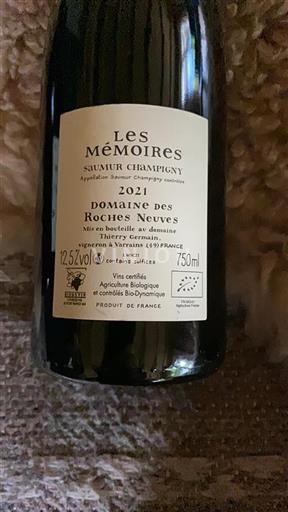 LES
MÉMOIRES
SAUMUR CHAMPIGNY
Appellation Saumur Champigny contrôlée
2021
DOMAINE DES
ROCHES NEUVES
Mis en bouteille au domaine
Thierry Germain,
vigneron à Varrains (49) FRANCE
12,5%vol
contains sulfites
750ml
Vins certifiés
Agriculture Biologique
et contrôlés Bio-Dynamique
PRODUIT DE FRANCE